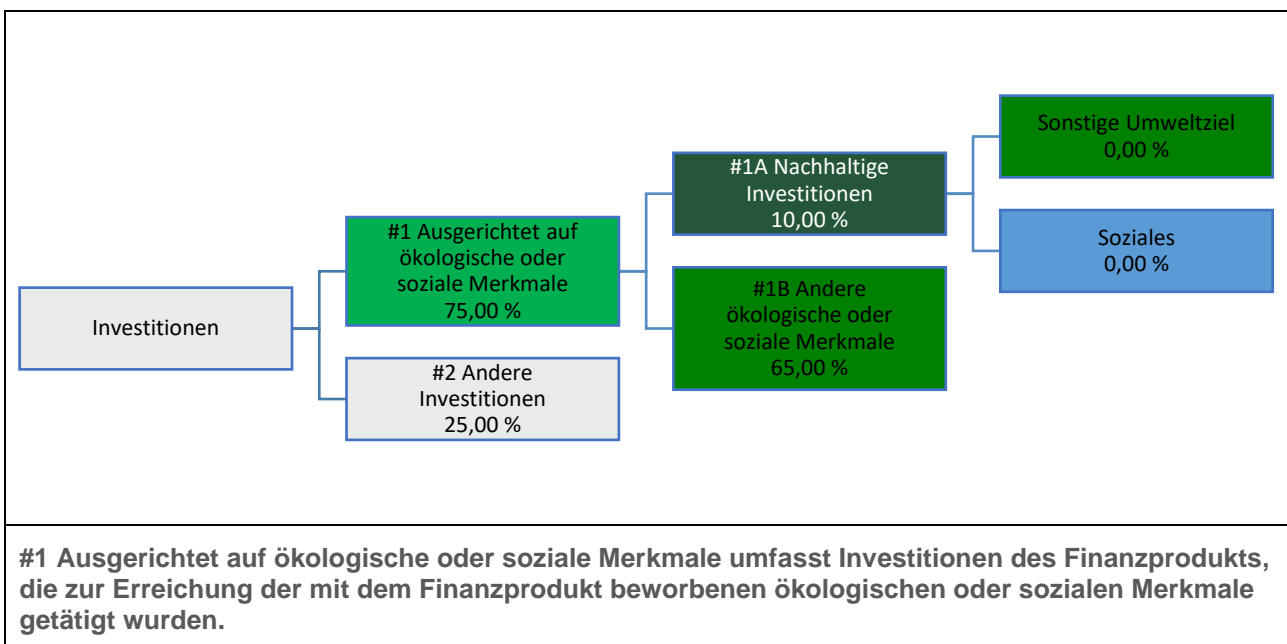 Investitionen
#1 Ausgerichtet auf
ökologische oder
soziale Merkmale
75,00 %
#2 Andere
Investitionen
25,00 %
#1A Nachhaltige
Investitionen
10,00 %
#1B Andere
ökologische oder
soziale Merkmale
65,00 %
Sonstige Umweltziel
0,00 %
Soziales
0,00 %
#1 Ausgerichtet auf ökologische oder soziale Merkmale umfasst Investitionen des Finanzprodukts,
die zur Erreichung der mit dem Finanzprodukt beworbenen ökologischen oder sozialen Merkmale
getätigt wurden.